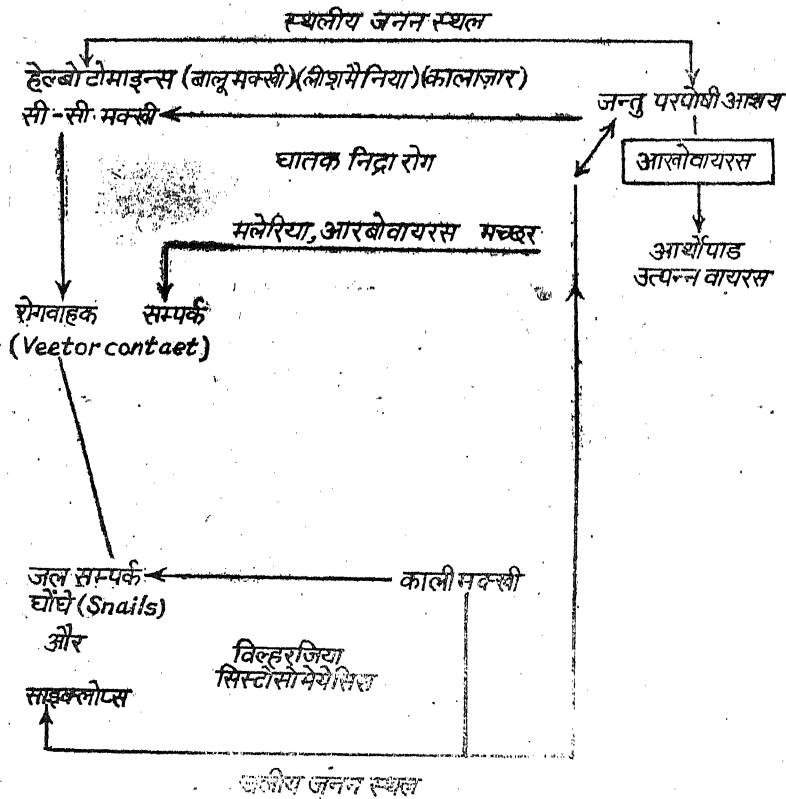 स्थलीय जनन स्थल
हेल्बोटोमाइन्स (बालू मक्खी)(लीशमैनिया)(कालाज़ार)
सी-सी मक्खी
जन्तु परपोषी आशय
घातक निद्रा रोग
आरबोवायरस
मलेरिया, आरबोवायरस मच्छर
आर्थोपाड
उत्पन्न वायरस
रोगवाहक सम्पर्क
(Veetor contaet)
जल सम्पर्क
घोंघे (Snails)
काली मक्खी
और
विल्हरजिया
सिस्टोसोमेयेसिस
साइक्लोप्स
जलीय जनन स्थल